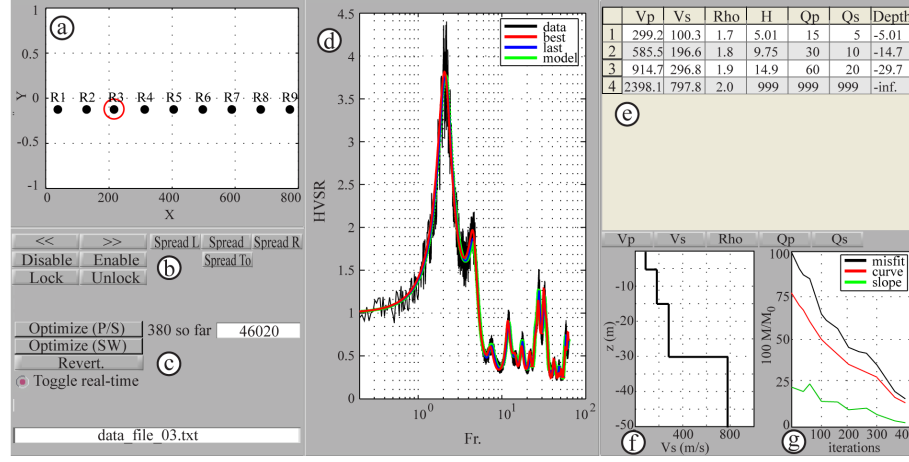 a
1
0.5
0
-0.5
-1
Y
R1 R2 R3 R4 R5 R6 R7 R8 R9
0 200 400 600 800
X
<< >> Spread L Spread Spread R
Disable Enable Spread To
Lock Unlock
b
Optimize (P/S) 380 so far 46020
Optimize (SW)
Revert.
c
Toggle real-time
data_file_03.txt
d
data
best
last
model
4.5
4
3.5
3
2.5
2
1.5
1
0.5
0
HVSR
10^0 10^1 10^2
Fr.
Vp Vs Rho H Qp Qs Depth
1 299.2 100.3 1.7 5.01 15 5 -5.01
2 585.5 196.6 1.8 9.75 30 10 -14.7
3 914.7 296.8 1.9 14.9 60 20 -29.7
4 2398.1 797.8 2.0 999 999 999 -inf.
e
Vp Vs Rho Qp Qs
0
-10
-20
-30
-40
-50
z (m)
400 800
Vs (m/s)
f
misfit
curve
slope
100
75
50
25
0
100 M/M0
100 200 300 40
iterations
g